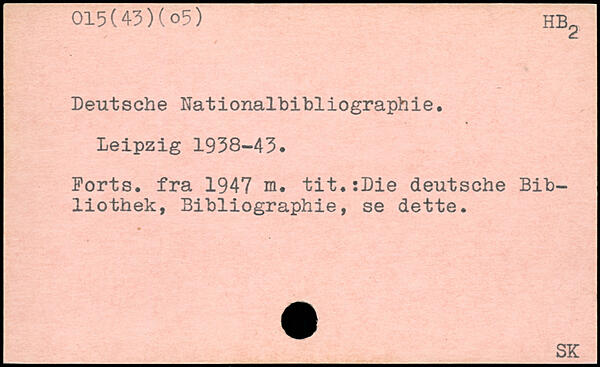 015(43)(o5)
HB2
Deutsche Nationalbibliographie.
Leipzig 1938-43.
Forts. fra 1947 m. tit.:Die deutsche Bib-
liothek, Bibliographie, se dette.
SK